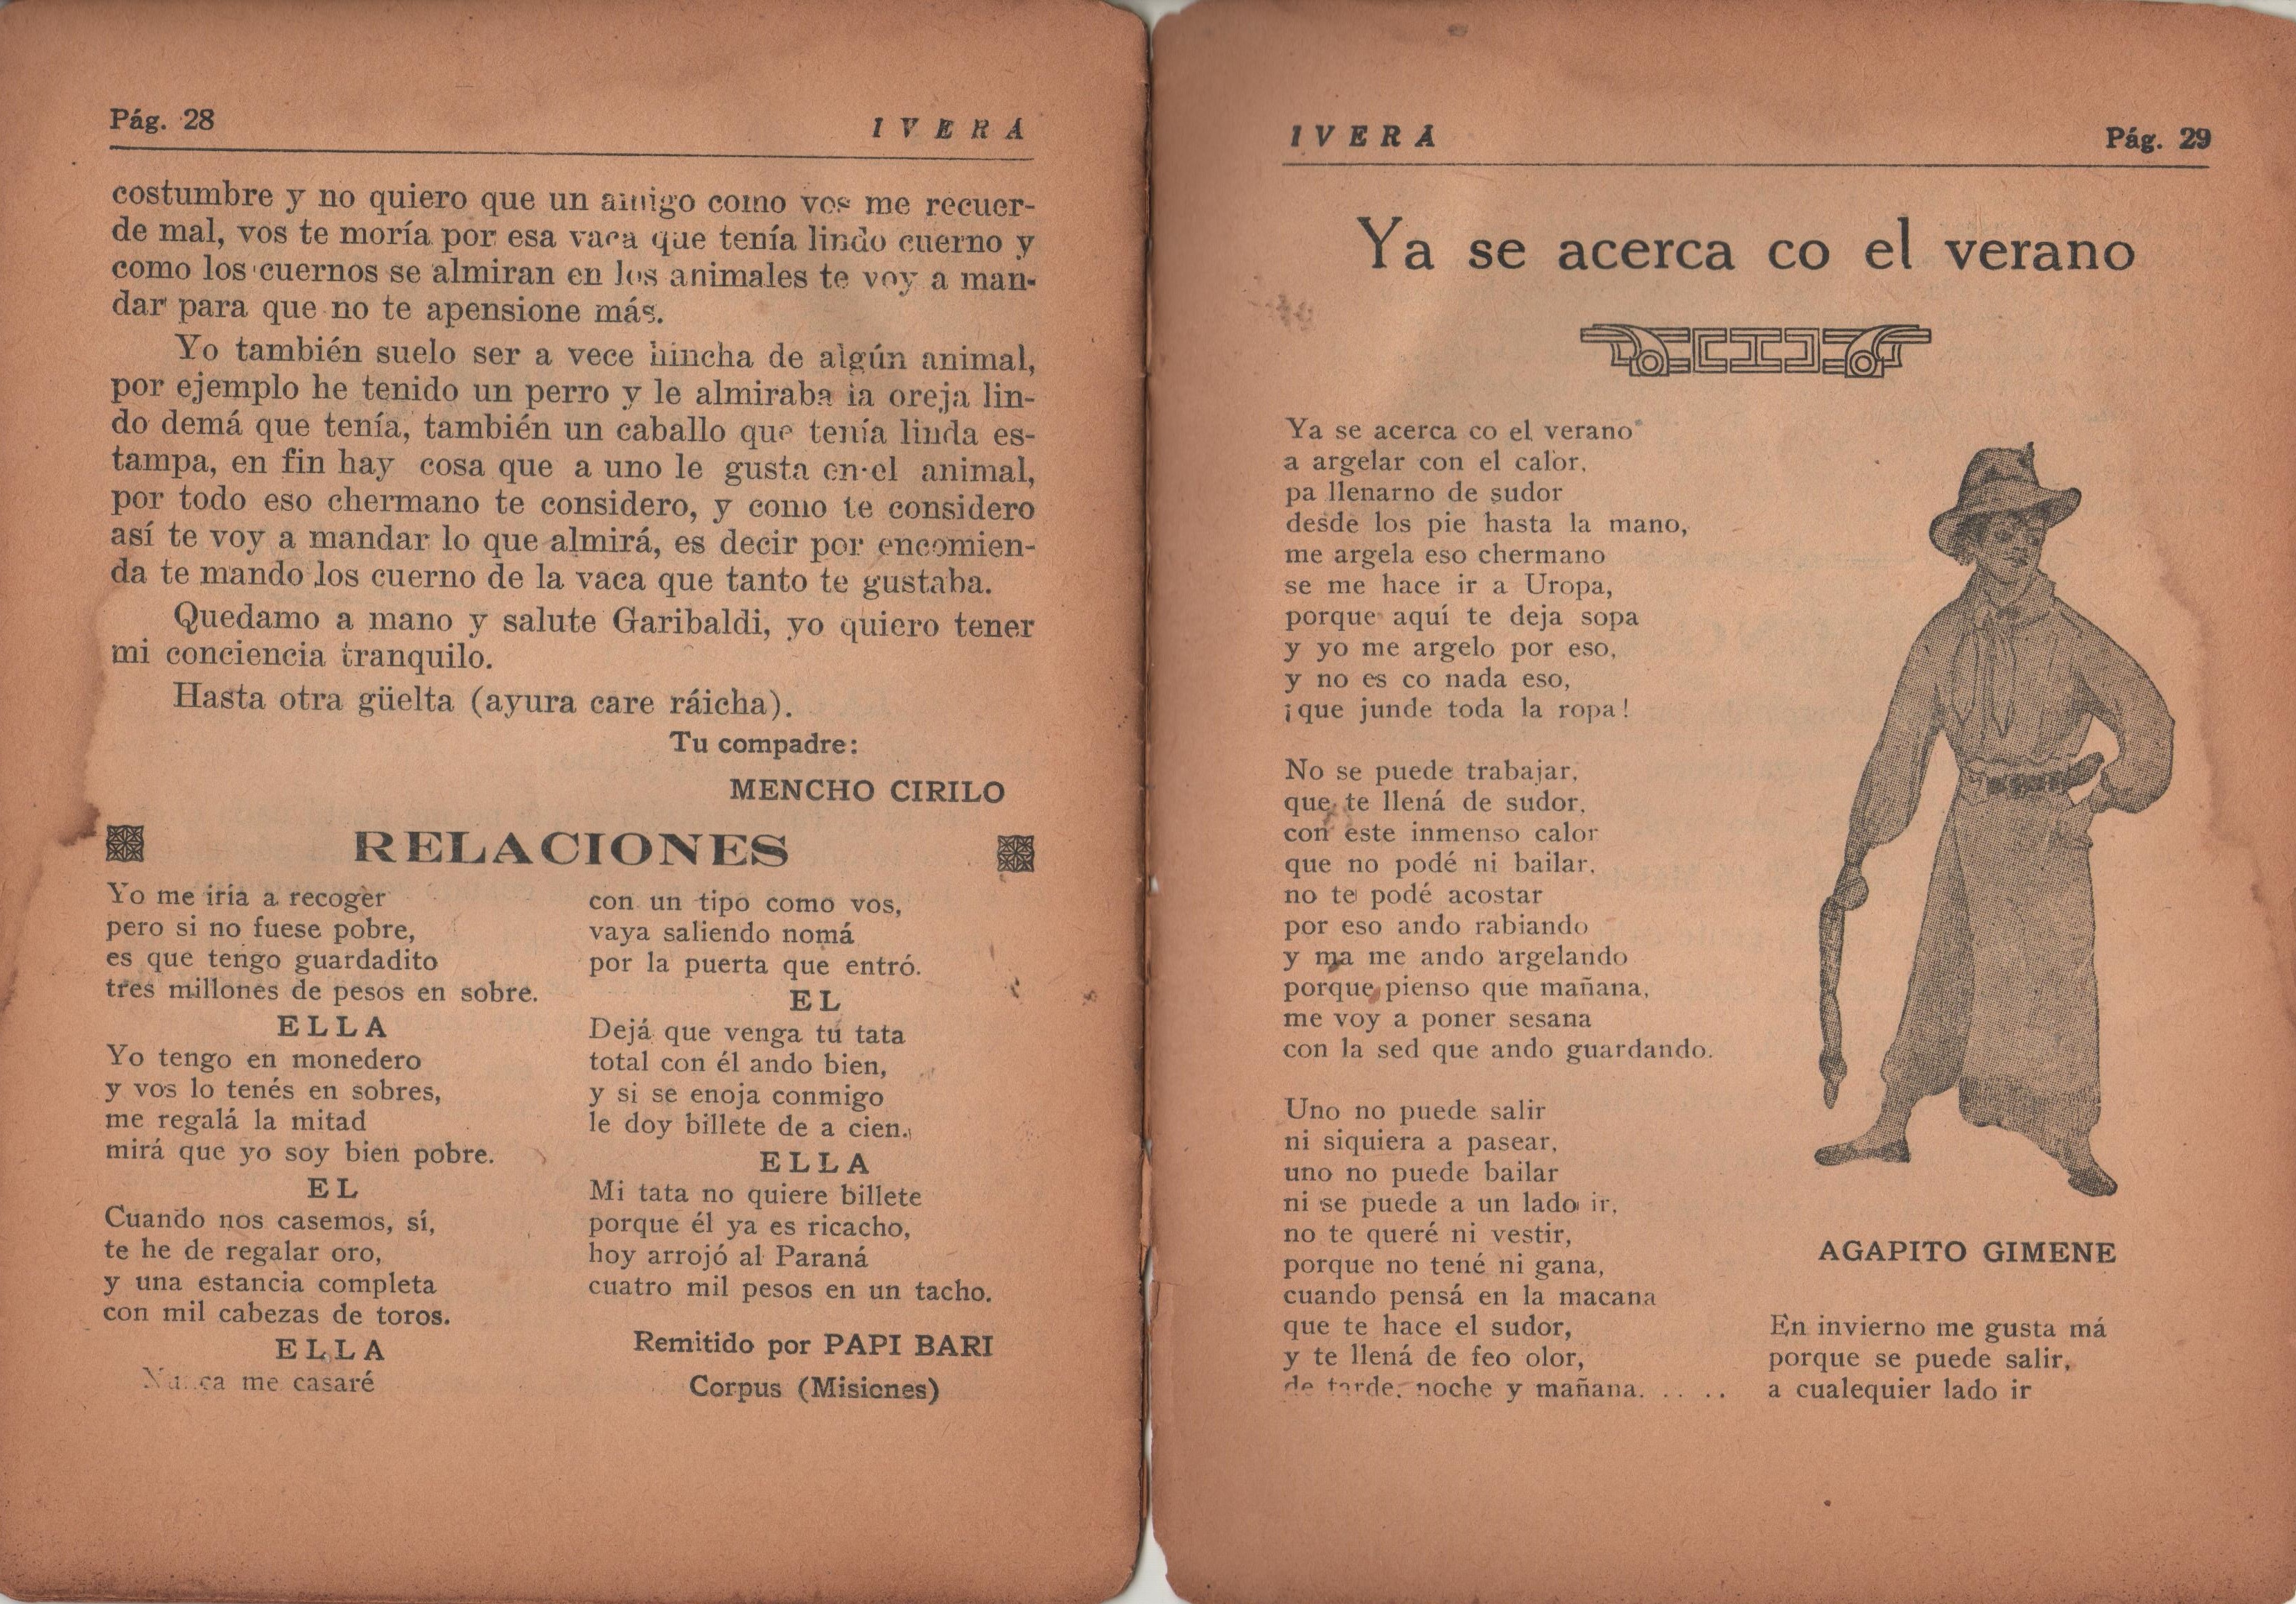 Pág. 28
IVERÁ
costumbre y no quiero que un amigo como vos me recuer-
de mal, vos te moría por esa vaca que tenía lindo cuerno y
como los cuernos se almiran en los animales te voy a man-
dar para que no te apensione más.
Yo también suelo ser a vece hincha de algún animal,
por ejemplo he tenido un perro y le almiraba la oreja lin-
do demá que tenía, también un caballo que tenía linda es-
tampa, en fin hay cosa que a uno le gusta en el animal,
por todo eso chermano te considero, y como te considero
así te voy a mandar lo que almirá, es decir por encomien-
da te mando los cuerno de la vaca que tanto te gustaba.
Quedamo a mano y salute Garibaldi, yo quiero tener
mi conciencia tranquilo.
Hasta otra güelta (ayura care ráicha).
Tu compadre:
MENCHO CIRILO
RELACIONES
Yo me iría a recoger
pero si no fuese pobre,
es que tengo guardadito
tres millones de pesos en sobre.
ELLA
Yo tengo en monedero
y vos lo tenés en sobres,
me regalá la mitad
mirá que yo soy bien pobre.
EL
Cuando nos casemos, sí,
te he de regalar oro,
y una estancia completa
con mil cabezas de toros.
ELLA
Nunca me casaré
con un tipo como vos,
vaya saliendo nomá
por la puerta que entró.
EL
Dejá que venga tu tata
total con él ando bien,
y si se enoja conmigo
le doy billete de a cien.
ELLA
Mi tata no quiere billete
porque él ya es ricacho,
hoy arrojó al Paraná
cuatro mil pesos en un tacho.
Remitido por PAPI BARI
Corpus (Misiones)
IVERÁ
Pág. 29
Ya se acerca co el verano
Ya se acerca co el verano
a argelar con el calor,
pa llenarno de sudor
desde los pie hasta la mano,
me argela eso chermano
se me hace ir a Uropa,
porque aquí te deja sopa
y yo me argelo por eso,
y no es co nada eso,
¡que junde toda la ropa!
No se puede trabajar,
que te llená de sudor,
con este inmenso calor
que no podé ni bailar,
no te podé acostar
por eso ando rabiando
y ma me ando argelando
porque pienso que mañana,
me voy a poner sesana
con la sed que ando guardando.
Uno no puede salir
ni siquiera a pasear,
uno no puede bailar
ni se puede a un lado ir,
no te queré ni vestir,
porque no tené ni gana,
cuando pensá en la macana
que te hace el sudor,
y te llená de feo olor,
de tarde, noche y mañana. . . . .
AGAPITO GIMENE
En invierno me gusta má
porque se puede salir,
a cualequier lado ir